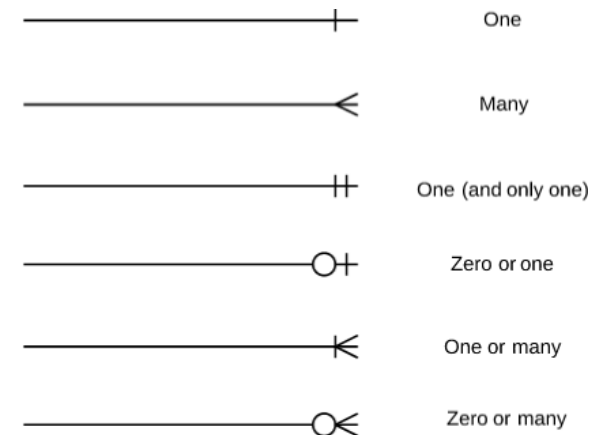 One
Many
One (and only one)
Zero or one
One or many
Zero or many